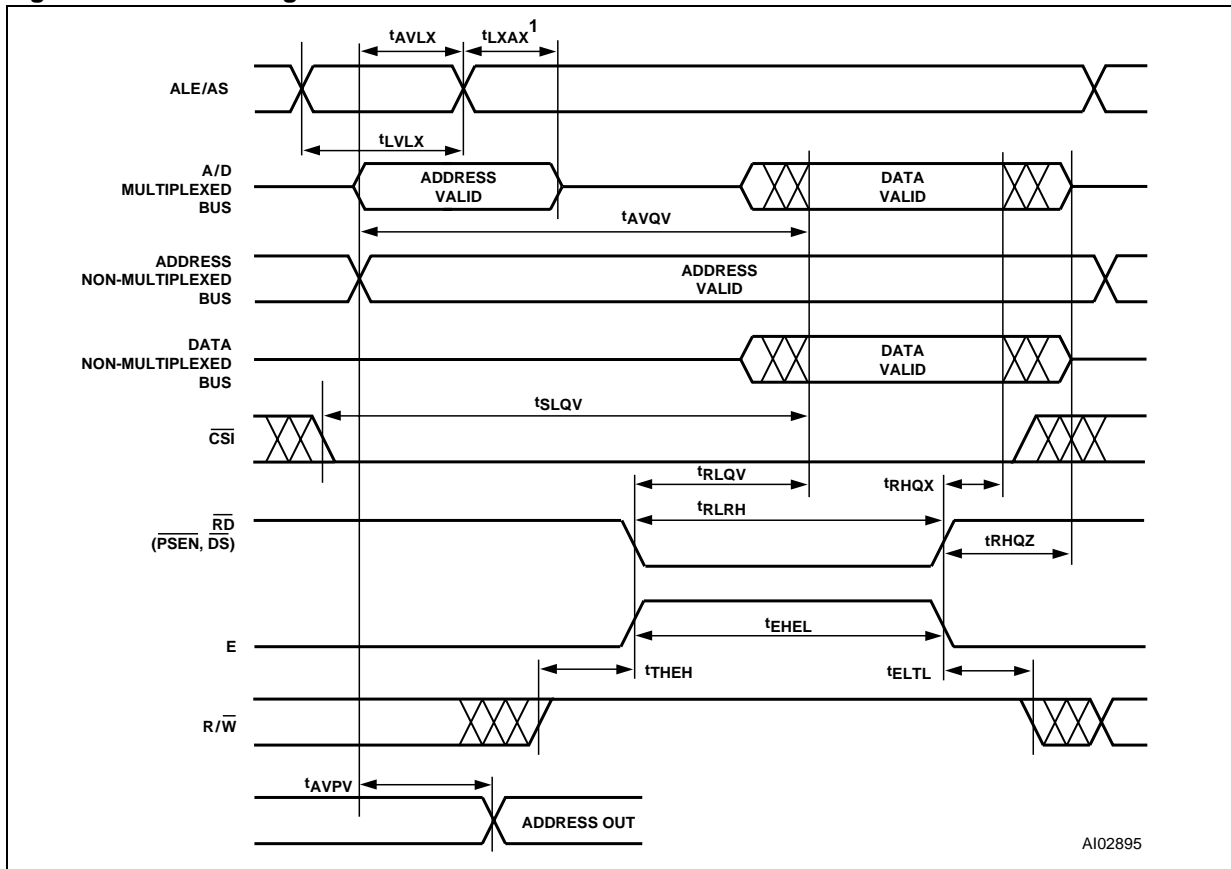 tAVLX
tLXAX 1
ALE/AS
tLVLX
A/D
MULTIPLEXED
BUS
ADDRESS
VALID
DATA
VALID
tAVQV
ADDRESS
NON-MULTIPLEXED
BUS
ADDRESS
VALID
DATA
NON-MULTIPLEXED
BUS
DATA
VALID
tSLQV
CSI
tRLQV
tRHQX
tRLRH
RD
(PSEN, DS)
tRHQZ
tEHEL
E
tTHEH
tELTL
R/W
tAVPV
ADDRESS OUT
AI02895